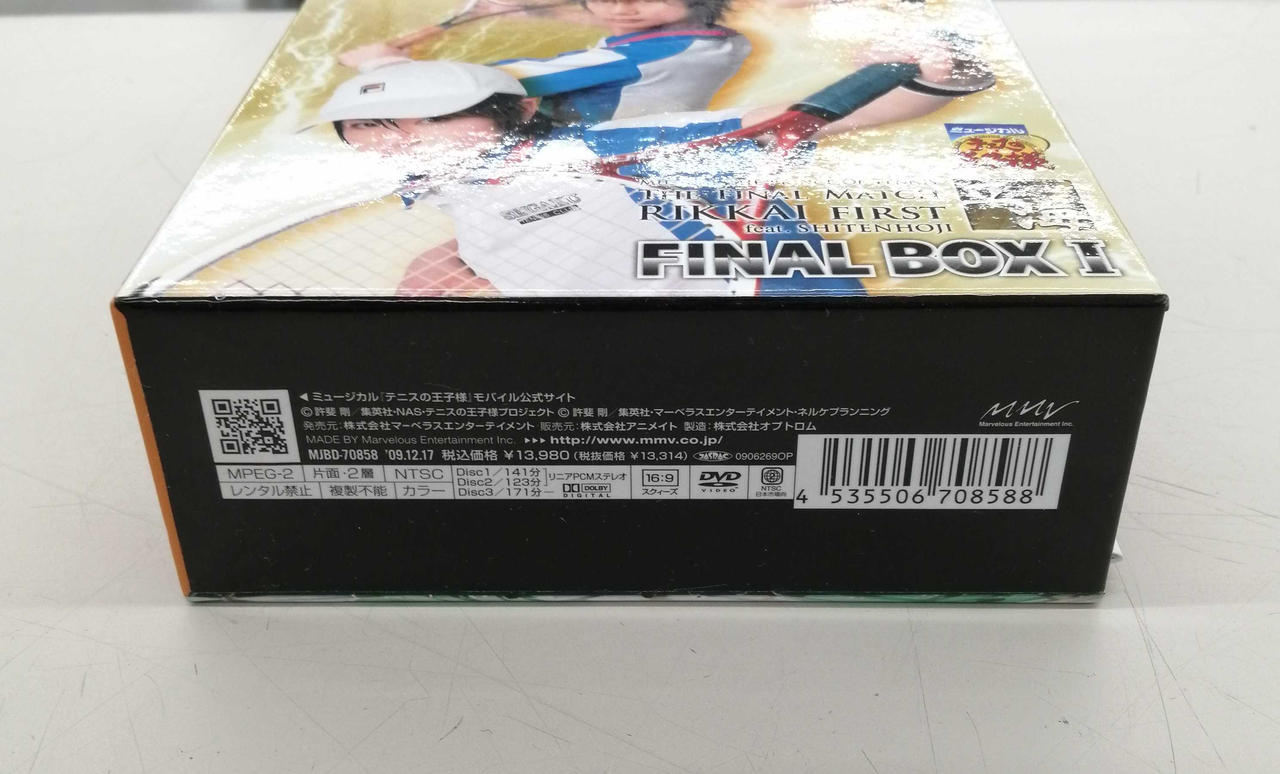 ミュージカル
THE FINAL MATCH
RIKKAI FIRST
feat. SHITENHOJI
FINAL BOX I
◀ ミュージカル『テニスの王子様』モバイル公式サイト
©許斐 剛／集英社・NAS・テニスの王子様プロジェクト ©許斐 剛／集英社・マーベラスエンターテイメント・ネルケプランニング
発売元：株式会社マーベラスエンターテイメント 販売元：株式会社アニメイト 製造：株式会社オプトロム
MADE BY Marvelous Entertainment Inc. ▸▸▸http://www.mmv.co.jp/
MJBD-70858 '09.12.17 税込価格 ¥13,980 (税抜価格 ¥13,314) 0906269OP
MPEG-2 片面・2層 NTSC
レンタル禁止 複製不能 カラー
Disc1／141分
Disc2／123分
Disc3／171分
リニアPCMステレオ
DOLBY
DIGITAL
16:9
スクイーズ
DVD
VIDEO
2
NTSC
日本市場向
mmv
Marvelous Entertainment Inc.
4 535506 708588